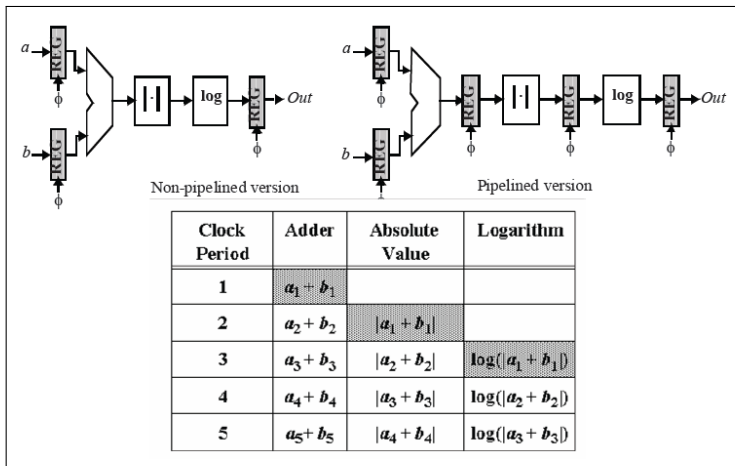 a REG φ b REG φ |·| log REG φ Out
Non-pipelined version
a REG φ b REG φ REG φ |·| REG φ log REG φ Out
Pipelined version
Clock Period Adder Absolute Value Logarithm
1 a₁ + b₁
2 a₂ + b₂ |a₁ + b₁|
3 a₃ + b₃ |a₂ + b₂| log(|a₁ + b₁|)
4 a₄ + b₄ |a₃ + b₃| log(|a₂ + b₂|)
5 a₅+ b₅ |a₄ + b₄| log(|a₃ + b₃|)